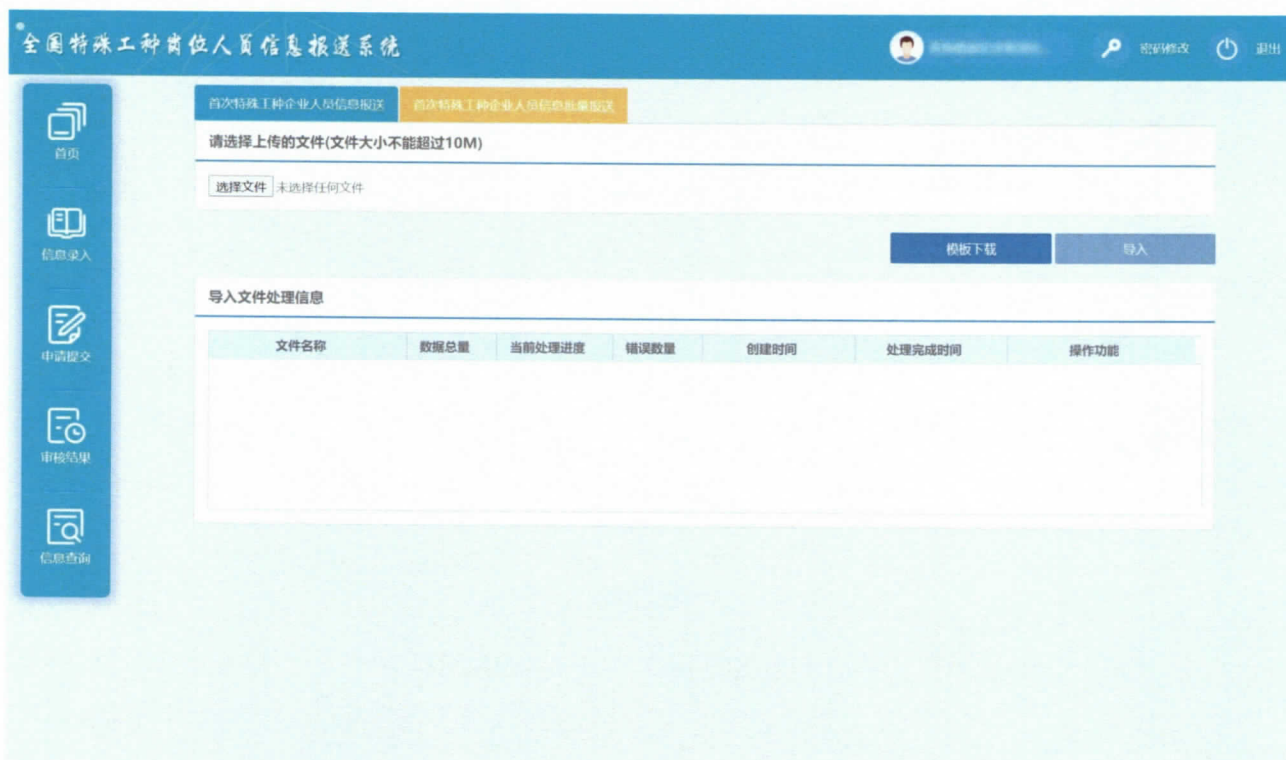 全国特殊工种岗位人员信息报送系统
密码修改
退出
首页
信息录入
申请提交
审核结果
信息查询
首次特殊工种企业人员信息报送
首次特殊工种企业人员信息批量报送
请选择上传的文件(文件大小不能超过10M)
选择文件 未选择任何文件
模板下载
导入
导入文件处理信息
文件名称 数据总量 当前处理进度 错误数量 创建时间 处理完成时间 操作功能